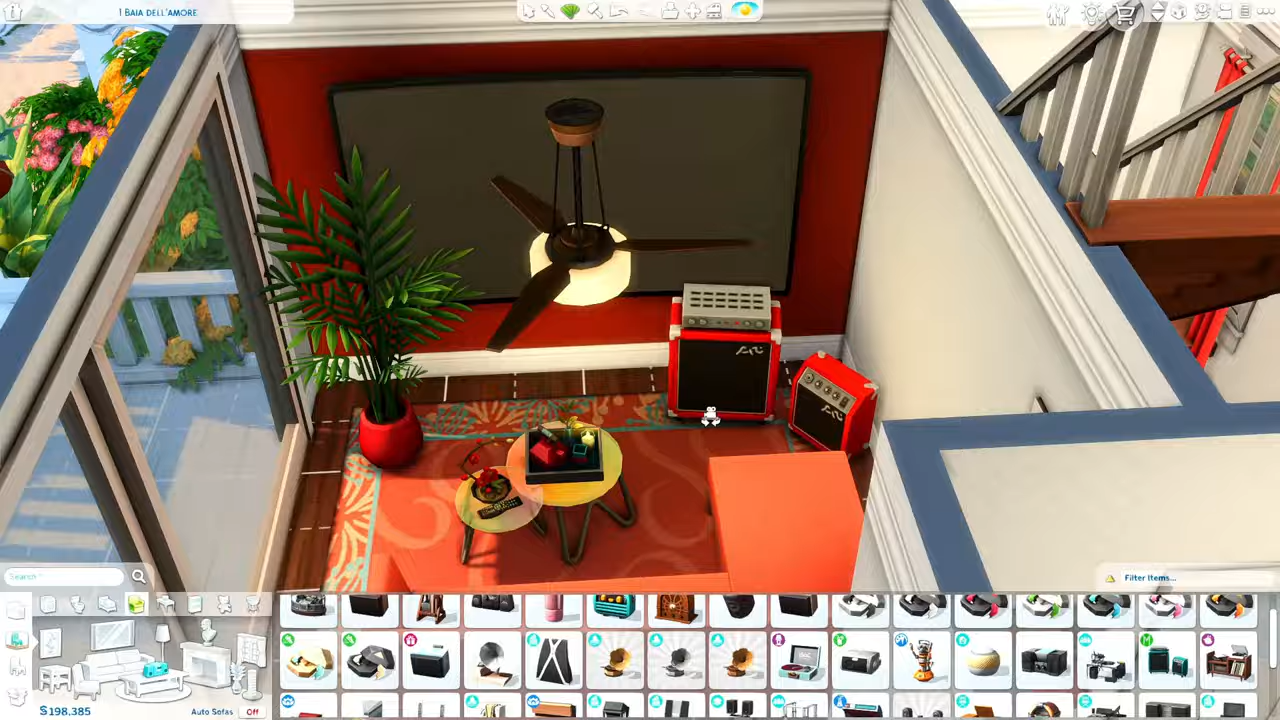 1 BAIA DELL'AMORE
Search
Filter Items...
$198.385
Auto Sofas
Off